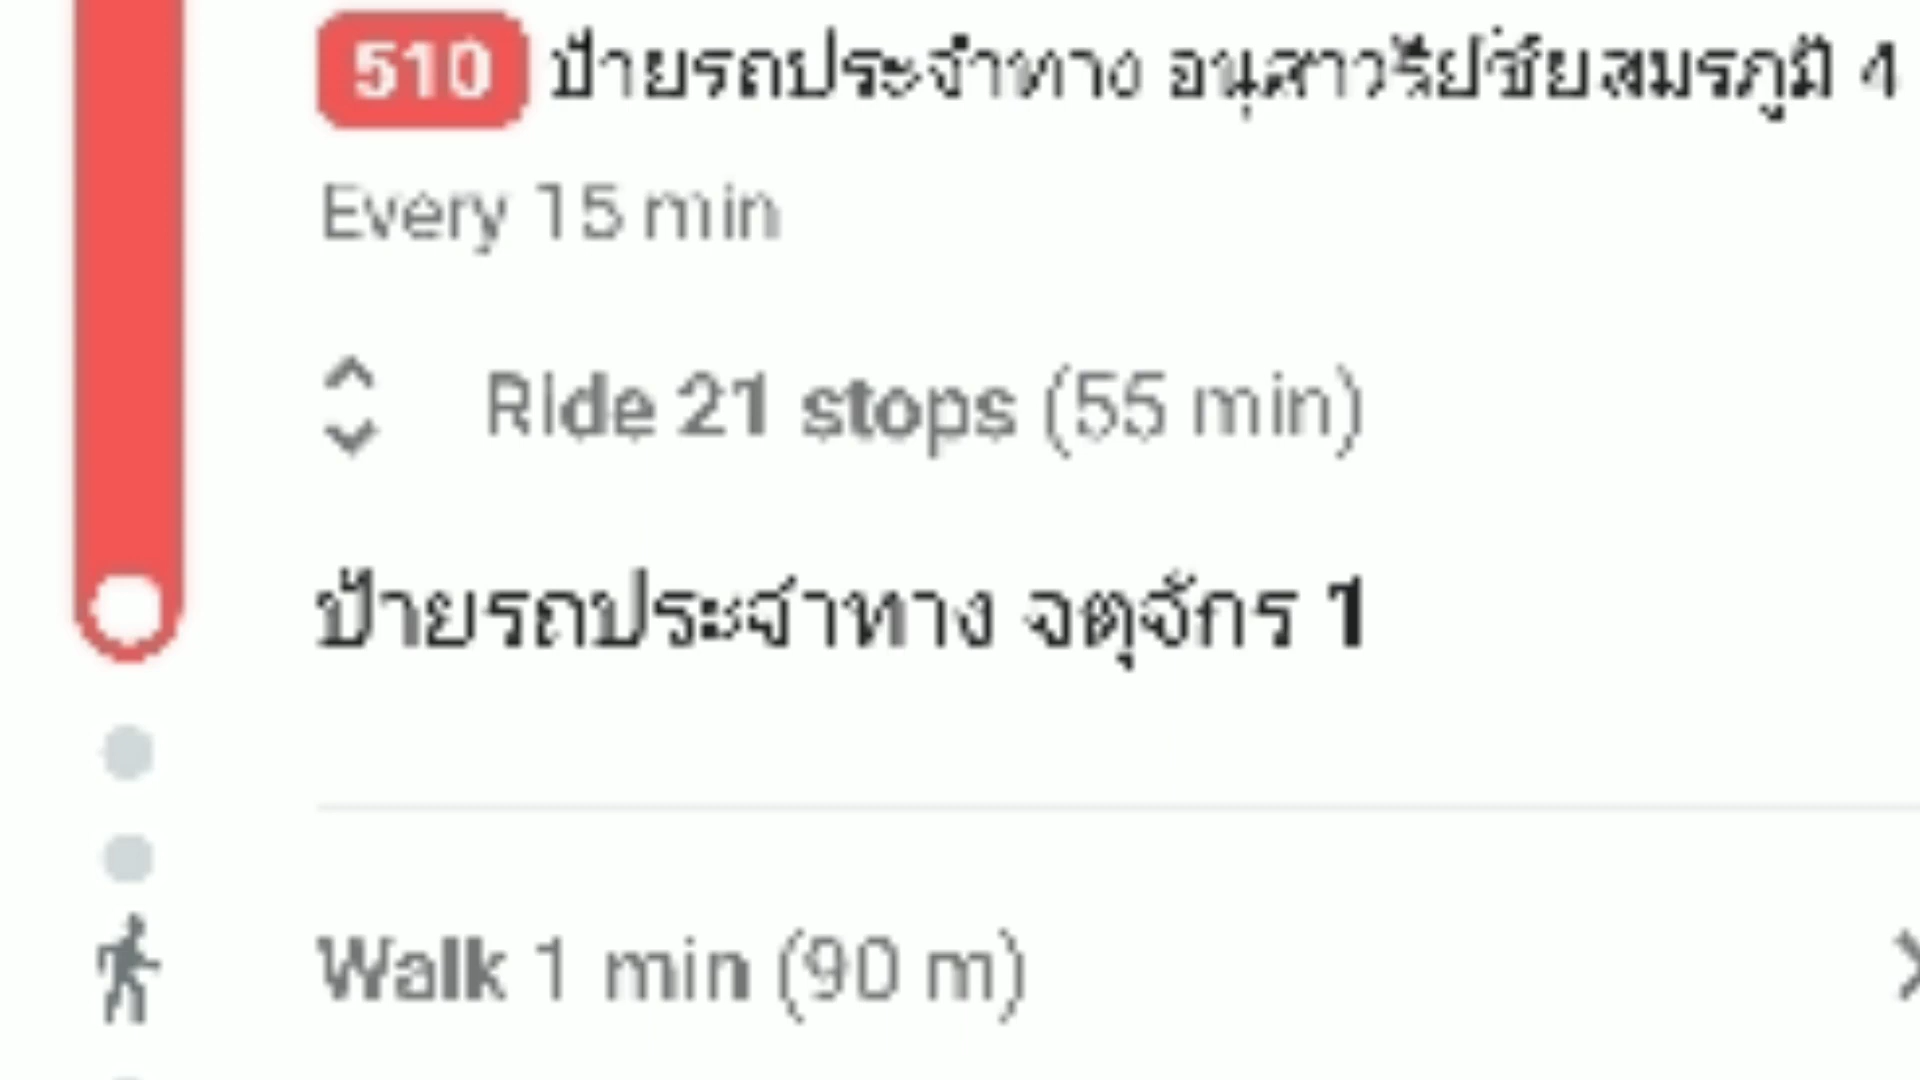 510 ป้ายรถประจำทาง อนุสาวรีย์ชัยสมรภูมิ 4
Every 15 min
Ride 21 stops (55 min)
ป้ายรถประจำทาง จตุจักร 1
Walk 1 min (90 m)